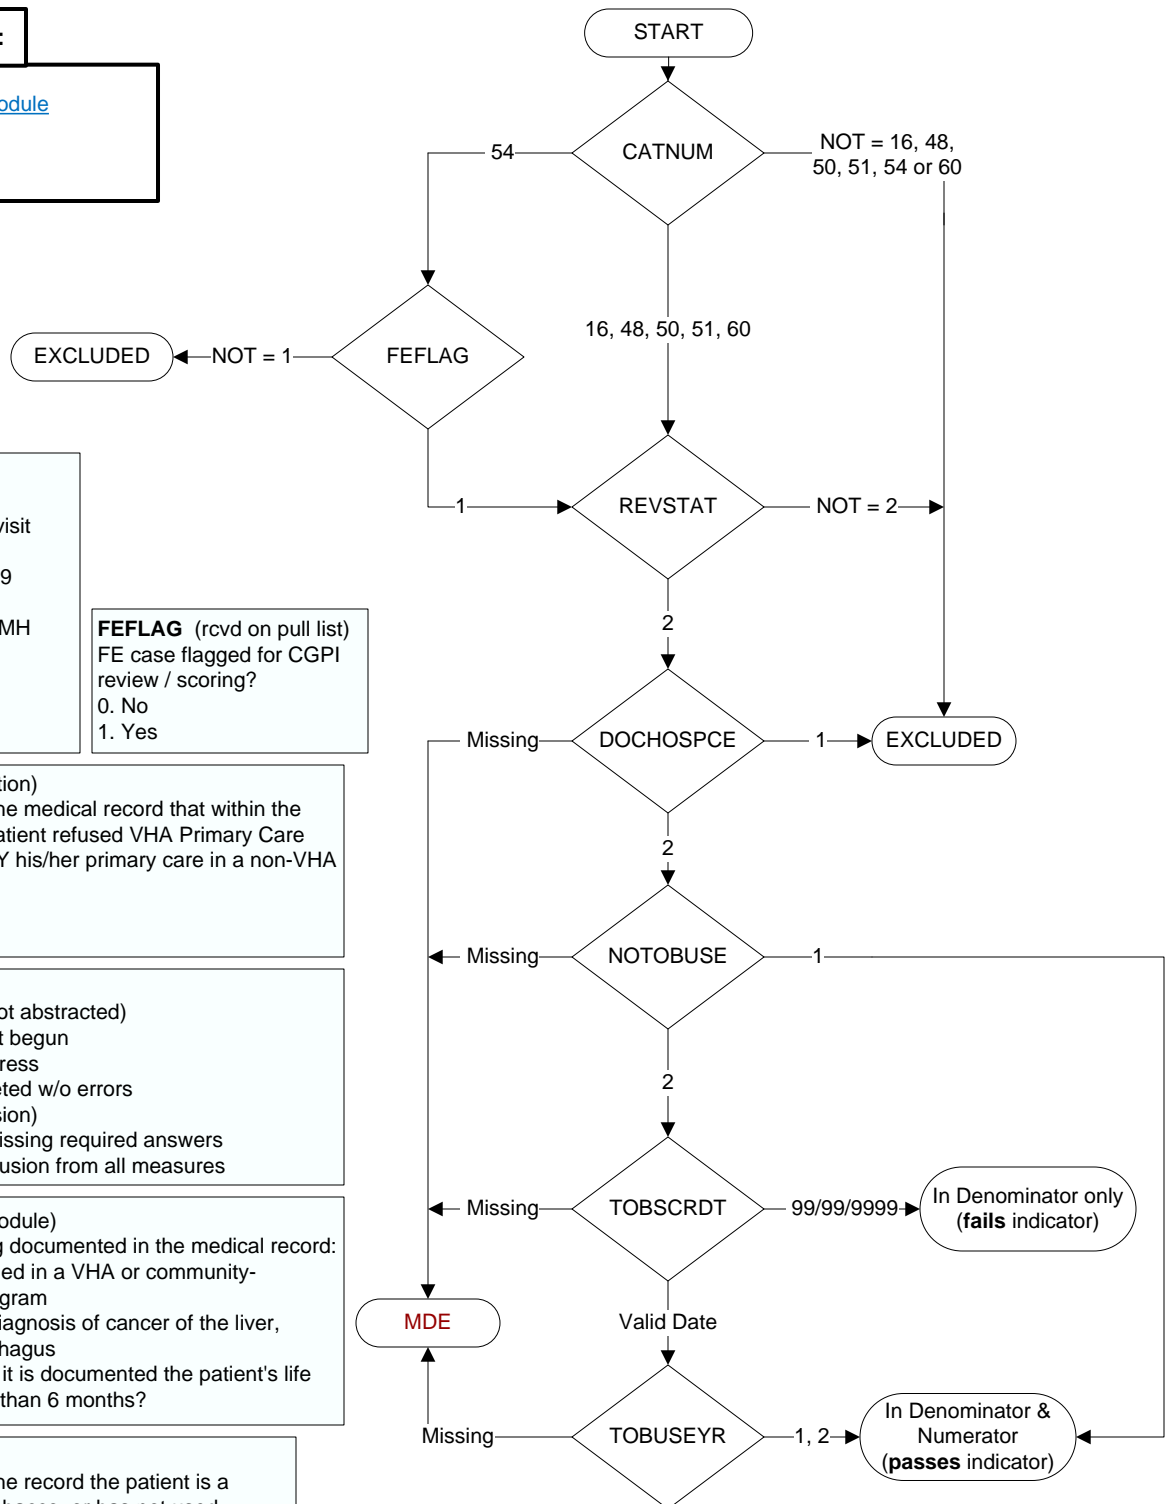 :
odule
START
CATNUM
54
NOT = 16, 48,
50, 51, 54 or 60
16, 48, 50, 51, 60
FEFLAG
NOT = 1
EXCLUDED
1
REVSTAT
NOT = 2
2
visit
9
MH
FEFLAG (rcvd on pull list)
FE case flagged for CGPI
review / scoring?
0. No
1. Yes
DOCHOSPCE
Missing
1
EXCLUDED
2
tion)
he medical record that within the
atient refused VHA Primary Care
Y his/her primary care in a non-VHA
NOTOBUSE
Missing
1
2
ot abstracted)
t begun
ress
eted w/o errors
sion)
issing required answers
usion from all measures
TOBSCRDT
Missing
99/99/9999
In Denominator only
(fails indicator)
odule)
g documented in the medical record:
ed in a VHA or community-
gram
iagnosis of cancer of the liver,
hagus
it is documented the patient's life
than 6 months?
MDE
Valid Date
TOBUSEYR
Missing
1, 2
In Denominator &
Numerator
(passes indicator)
he record the patient is a